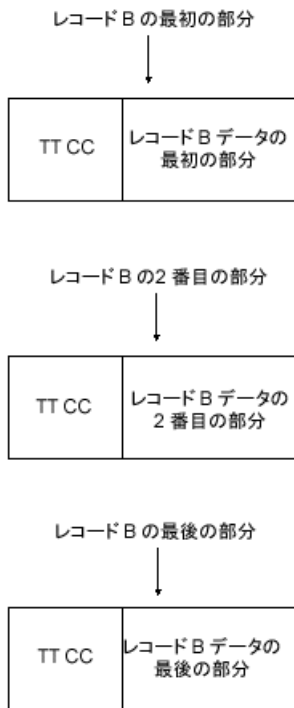 レコード B の最初の部分
TT CC
レコード B データの
最初の部分
レコード B の2 番目の部分
TT CC
レコード B データの
2 番目の部分
レコード B の最後の部分
TT CC
レコード B データの
最後の部分